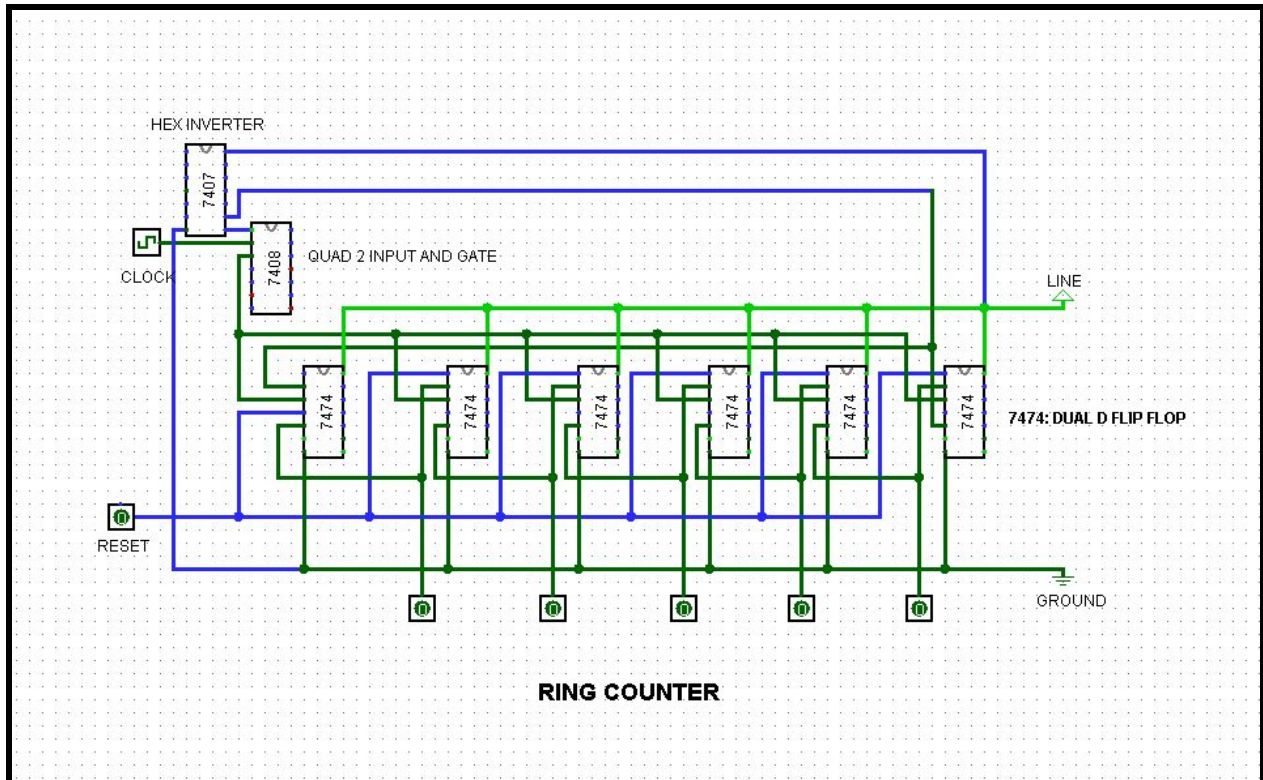 HEX INVERTER
7407
CLOCK
7408
QUAD 2 INPUT AND GATE
LINE
7474
7474
7474
7474
7474
7474
7474: DUAL D FLIP FLOP
RESET
GROUND
RING COUNTER